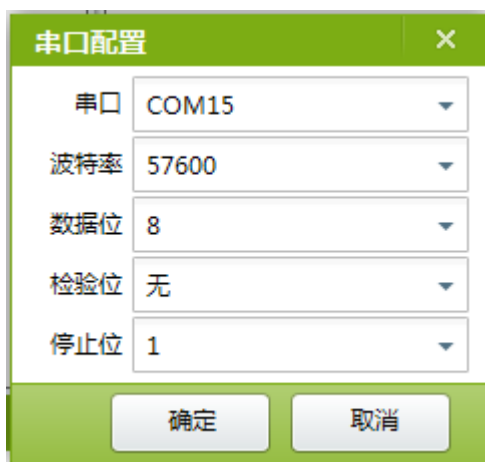 串口配置
串口 COM15
波特率 57600
数据位 8
检验位 无
停止位 1
确定 取消